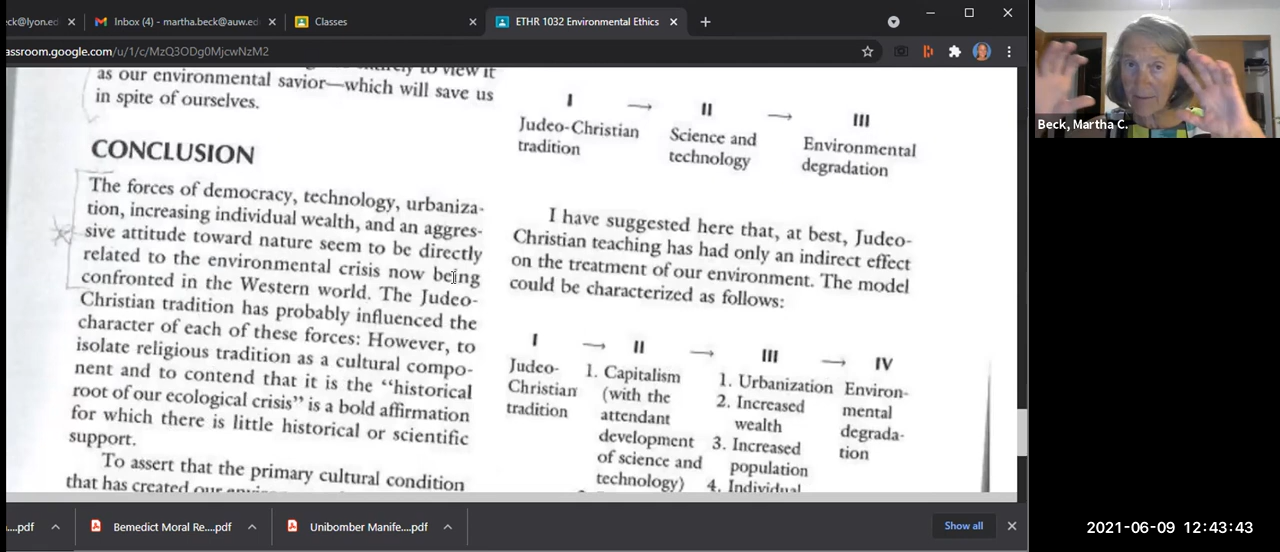 eck@lyon.ed
Inbox (4) - martha.beck@auw.ed
Classes
ETHR 1032 Environmental Ethics
assroom.google.com/u/1/c/MzQ3ODg0MjcwNzM2
to view it
as our environmental savior—which will save us
in spite of ourselves.
CONCLUSION
The forces of democracy, technology, urbaniza-
tion, increasing individual wealth, and an aggres-
sive attitude toward nature seem to be directly
related to the environmental crisis now being
confronted in the Western world. The Judeo-
Christian tradition has probably influenced the
character of each of these forces: However, to
isolate religious tradition as a cultural compo-
nent and to contend that it is the “historical
root of our ecological crisis” is a bold affirmation
for which there is little historical or scientific
support.
To assert that the primary cultural condition
that has created our
I → II → III
Judeo-Christian
tradition
Science and
technology
Environmental
degradation
I have suggested here that, at best, Judeo-
Christian teaching has had only an indirect effect
on the treatment of our environment. The model
could be characterized as follows:
I → II → III → IV
Judeo-
Christian
tradition
1. Capitalism
(with the
attendant
development
of science and
technology)
1. Urbanization
2. Increased
wealth
3. Increased
population
4. Individual
Environ-
mental
degrada-
tion
....pdf
Bemedict Moral Re....pdf
Unibomber Manife....pdf
Show all
Beck, Martha C.
2021-06-09 12:43:43